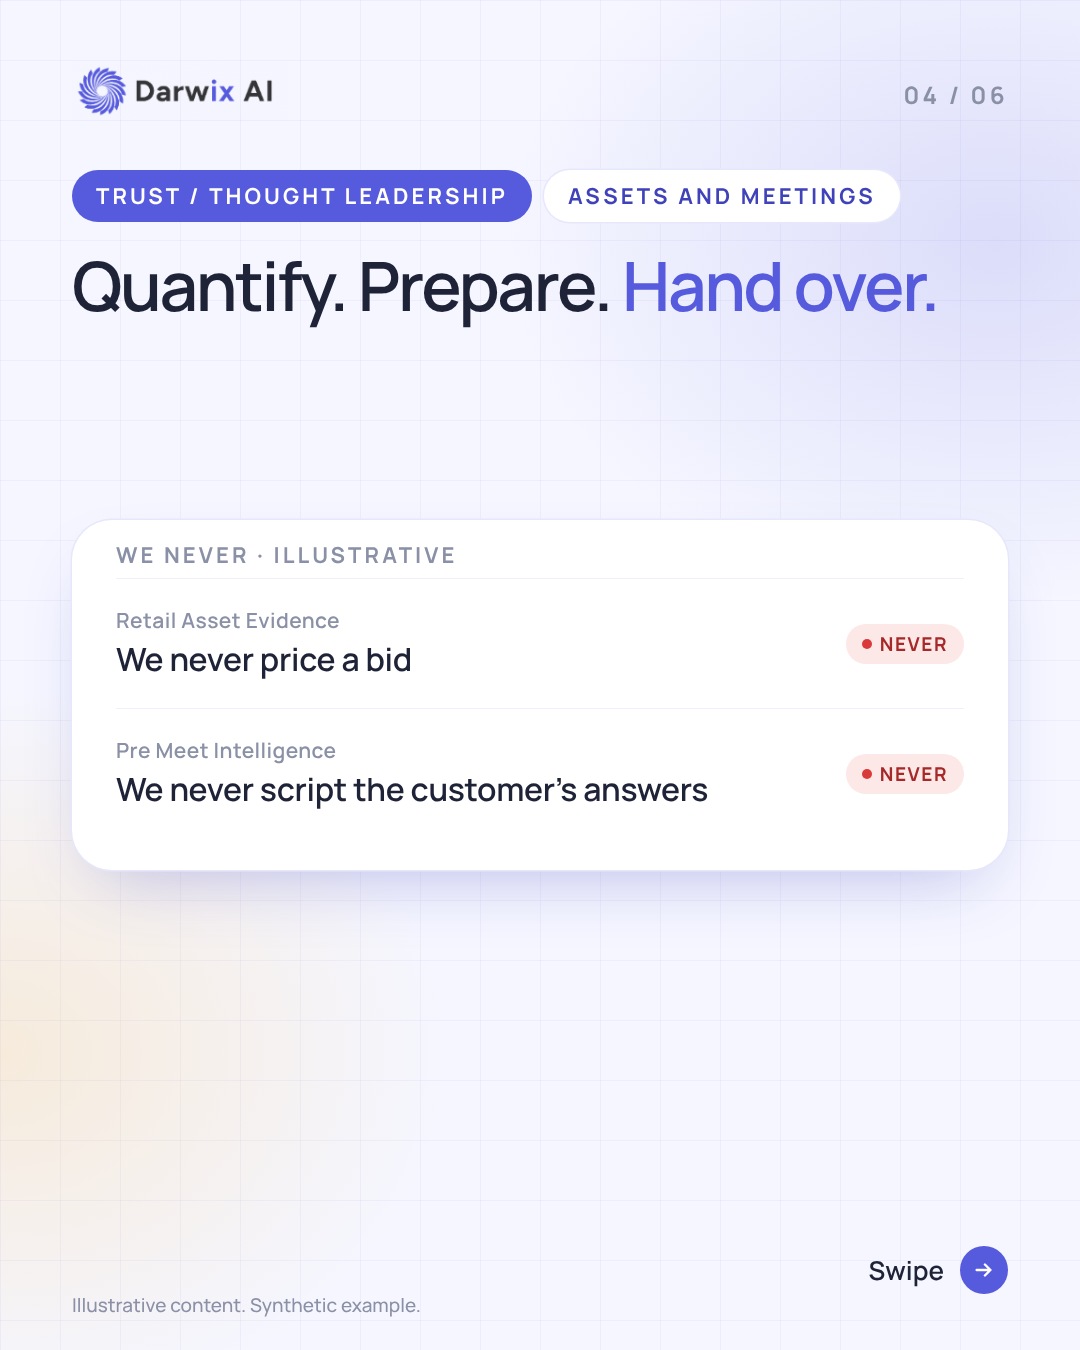 Darwix AI
04 / 06
TRUST / THOUGHT LEADERSHIP
ASSETS AND MEETINGS
Quantify. Prepare. Hand over.
WE NEVER · ILLUSTRATIVE
Retail Asset Evidence
We never price a bid
NEVER
Pre Meet Intelligence
We never script the customer’s answers
NEVER
Swipe
Illustrative content. Synthetic example.